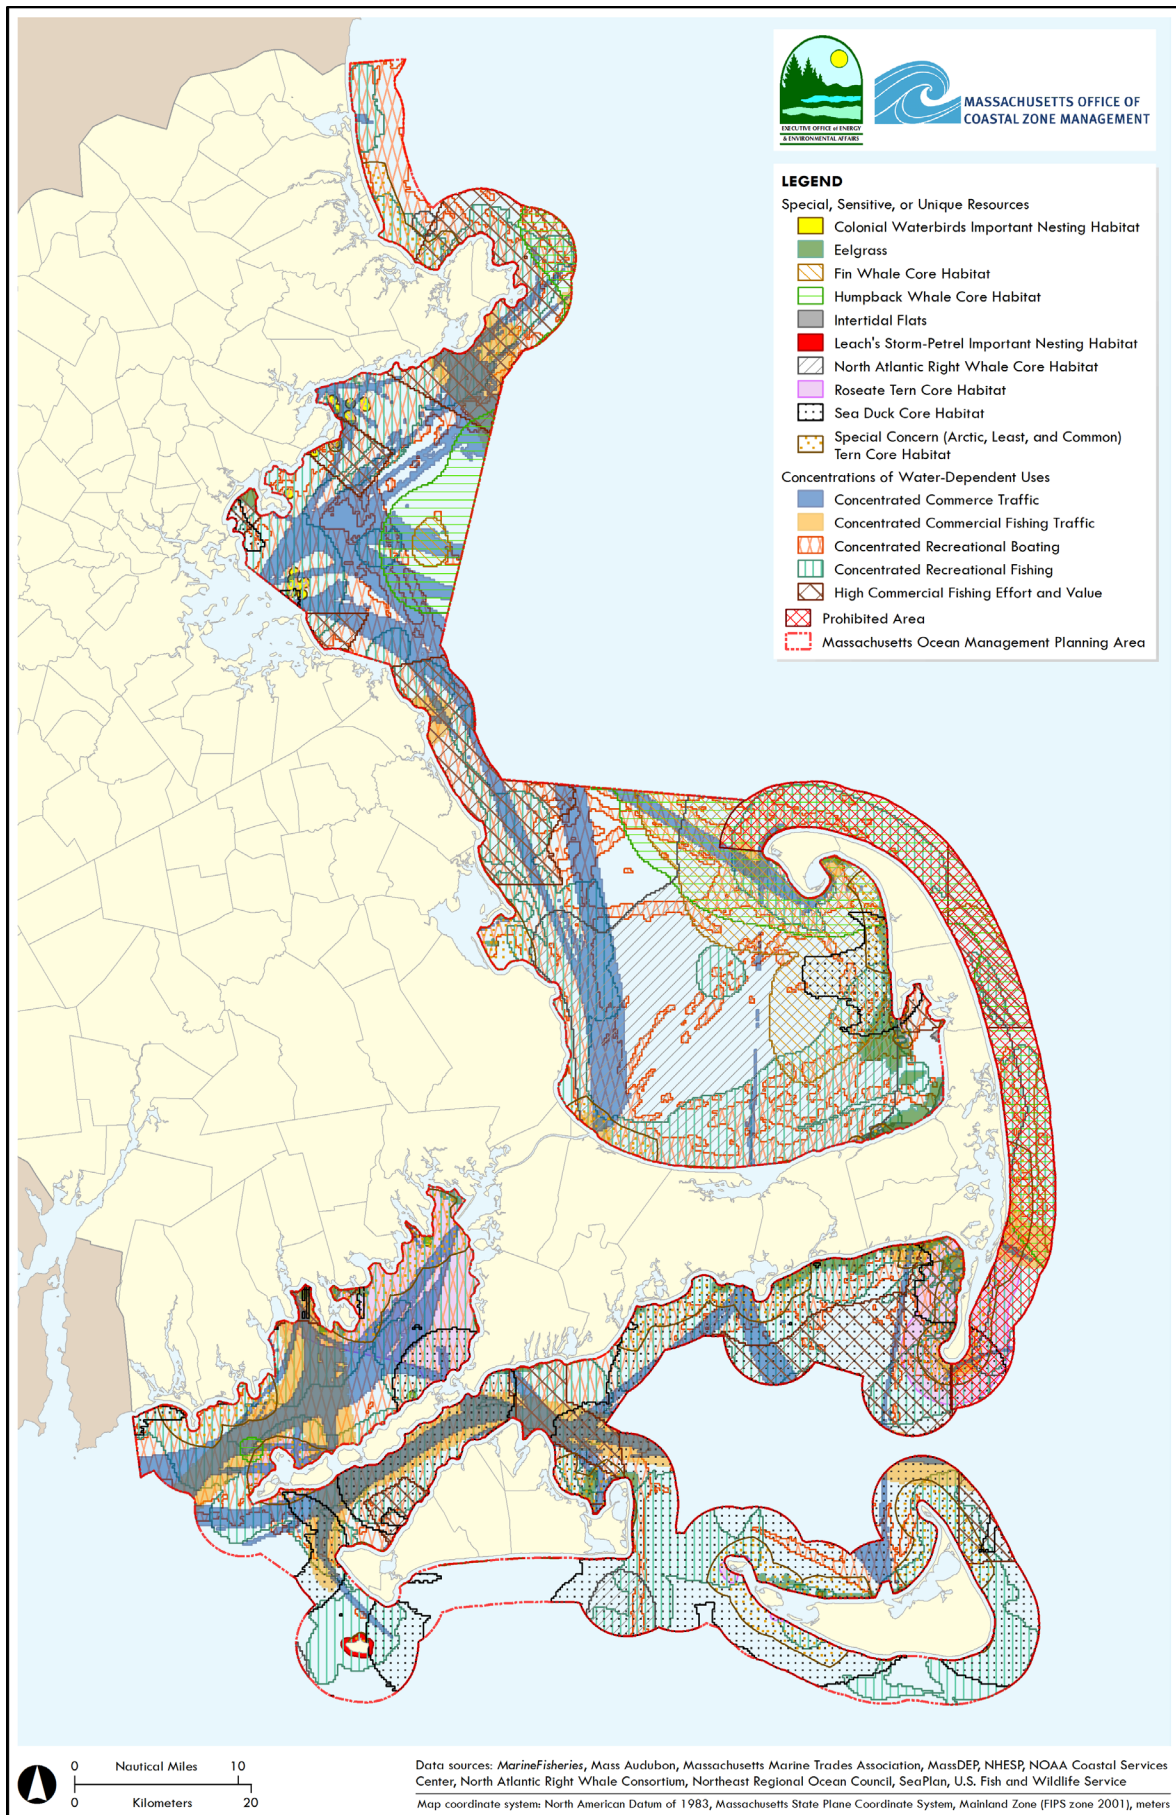 EXECUTIVE OFFICE of ENERGY
& ENVIRONMENTAL AFFAIRS
MASSACHUSETTS OFFICE OF
COASTAL ZONE MANAGEMENT
LEGEND
Special, Sensitive, or Unique Resources
Colonial Waterbirds Important Nesting Habitat
Eelgrass
Fin Whale Core Habitat
Humpback Whale Core Habitat
Intertidal Flats
Leach's Storm-Petrel Important Nesting Habitat
North Atlantic Right Whale Core Habitat
Roseate Tern Core Habitat
Sea Duck Core Habitat
Special Concern (Arctic, Least, and Common)
Tern Core Habitat
Concentrations of Water-Dependent Uses
Concentrated Commerce Traffic
Concentrated Commercial Fishing Traffic
Concentrated Recreational Boating
Concentrated Recreational Fishing
High Commercial Fishing Effort and Value
Prohibited Area
Massachusetts Ocean Management Planning Area
0 Nautical Miles 10
0 Kilometers 20
Data sources: MarineFisheries, Mass Audubon, Massachusetts Marine Trades Association, MassDEP, NHESP, NOAA Coastal Services
Center, North Atlantic Right Whale Consortium, Northeast Regional Ocean Council, SeaPlan, U.S. Fish and Wildlife Service
Map coordinate system: North American Datum of 1983, Massachusetts State Plane Coordinate System, Mainland Zone (FIPS zone 2001), meters